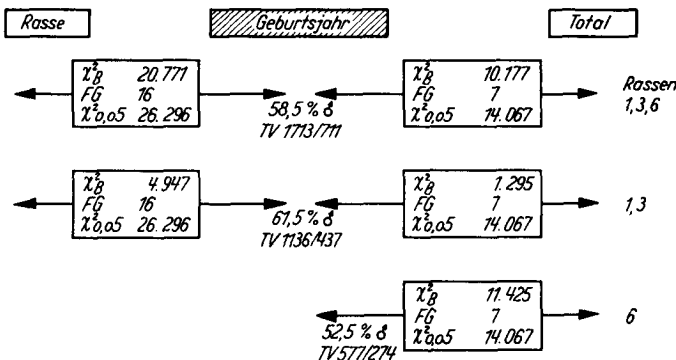 Rasse Geburtsjahr Total
χ²B 20.771
FG 16
χ²0,05 26.296
58,5 % ♂
TV 1713/711
χ²B 10.177
FG 7
χ²0,05 14.067
Rassen
1,3,6
χ²B 4.947
FG 16
χ²0,05 26.296
61,5 % ♂
TV 1136/437
χ²B 1.295
FG 7
χ²0,05 14.067
1,3
52,5 % ♂
TV 577/274
χ²B 11.425
FG 7
χ²0,05 14.067
6